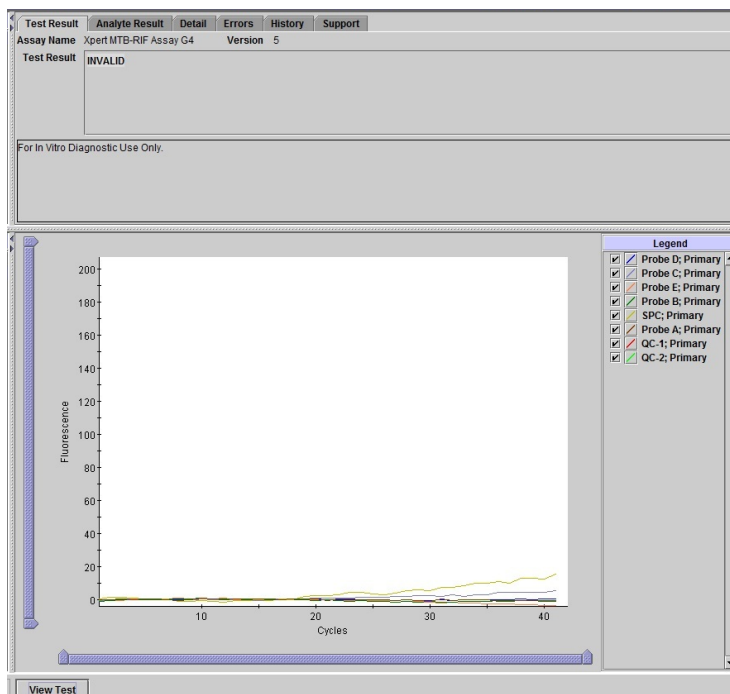 Test Result Analyte Result Detail Errors History Support
Assay Name Xpert MTB-RIF Assay G4 Version 5
Test Result INVALID
For In Vitro Diagnostic Use Only.
Legend
Probe D; Primary
Probe C; Primary
Probe E; Primary
Probe B; Primary
SPC; Primary
Probe A; Primary
QC-1; Primary
QC-2; Primary
200
180
160
140
120
100
80
60
40
20
0
Fluorescence
10 20 30 40
Cycles
View Test